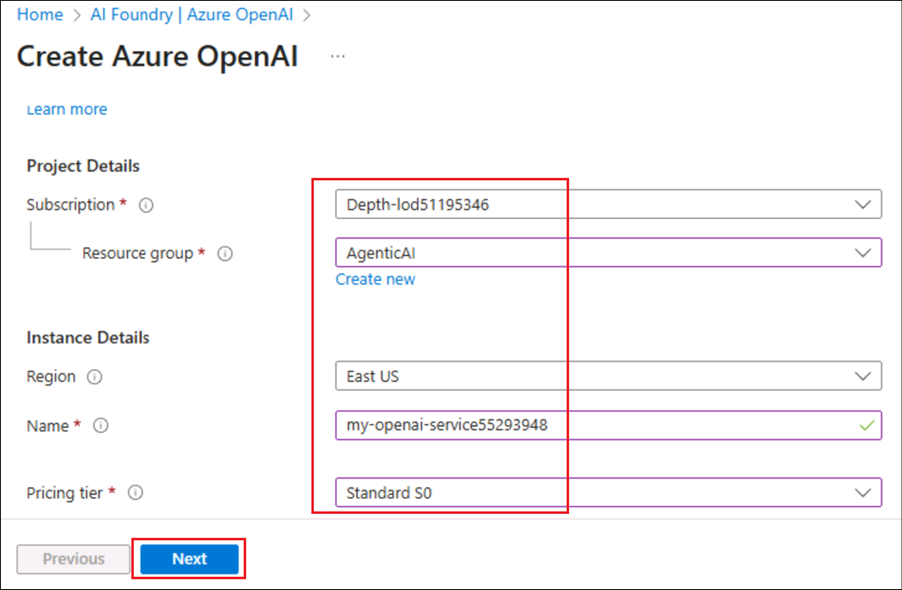 Home > AI Foundry | Azure OpenAI >
Create Azure OpenAI ...
Learn more
Project Details
Subscription * Depth-lod51195346
Resource group * AgenticAI
Create new
Instance Details
Region East US
Name * my-openai-service55293948
Pricing tier * Standard S0
Previous Next